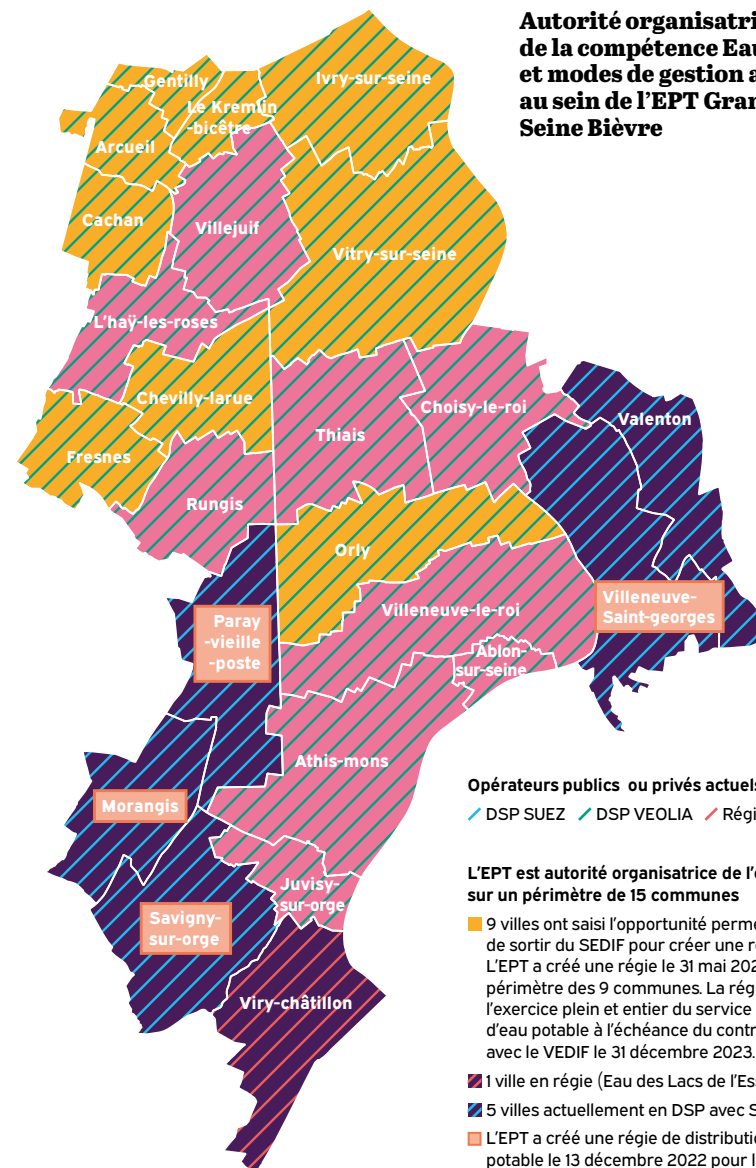 Autorité organisatri
de la compétence Eau
et modes de gestion a
au sein de l'EPT Gran
Seine Bièvre
Gentilly
Ivry-sur-seine
Le Kremlin
-bicêtre
Arcueil
Cachan
Villejuif
Vitry-sur-seine
L'haÿ-les-roses
Chevilly-larue
Choisy-le-roi
Valenton
Thiais
Fresnes
Rungis
Orly
Villeneuve-
Saint-georges
Villeneuve-le-roi
Paray
-vieille
-poste
Ablon-
sur-seine
Athis-mons
Morangis
Juvisy-
sur-orge
Savigny-
sur-orge
Viry-châtillon
Opérateurs publics ou privés actuels
DSP SUEZ DSP VEOLIA Régi
L'EPT est autorité organisatrice de l'e
sur un périmètre de 15 communes
9 villes ont saisi l'opportunité perme
de sortir du SEDIF pour créer une ré
L'EPT a créé une régie le 31 mai 202
périmètre des 9 communes. La rég
l'exercice plein et entier du service
d'eau potable à l'échéance du contr
avec le VEDIF le 31 décembre 2023.
1 ville en régie (Eau des Lacs de l'Es
5 villes actuellement en DSP avec S
L'EPT a créé une régie de distributio
potable le 13 décembre 2022 pour l